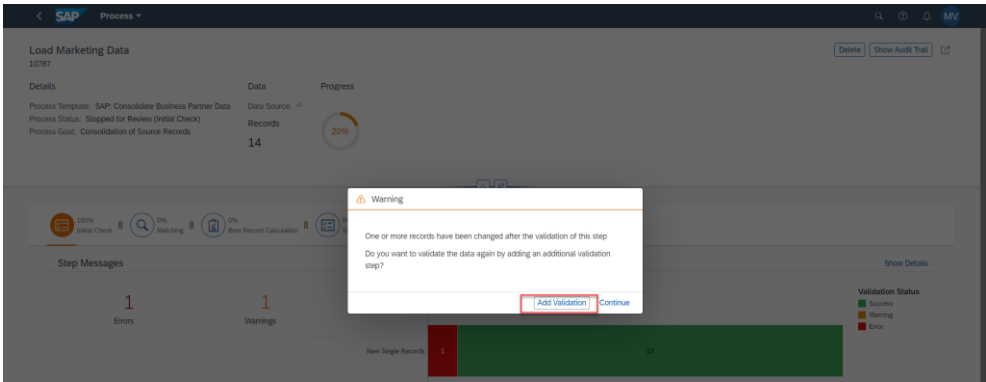 SAP Process
MV
Load Marketing Data
10787
Delete
Show Audit Trail
Details
Data
Progress
Process Template: SAP: Consolidate Business Partner Data
Data Source: -/-
Process Status: Stopped for Review (Initial Check)
Records
Process Goal: Consolidation of Source Records
14
20%
Warning
One or more records have been changed after the validation of this step
Do you want to validate the data again by adding an additional validation
step?
Add Validation
Continue
100%
Initial Check
0%
Matching
0%
Best Record Calculation
Step Messages
Show Details
1
Errors
1
Warnings
Validation Status
Success
Warning
Error
New Single Records
1
13